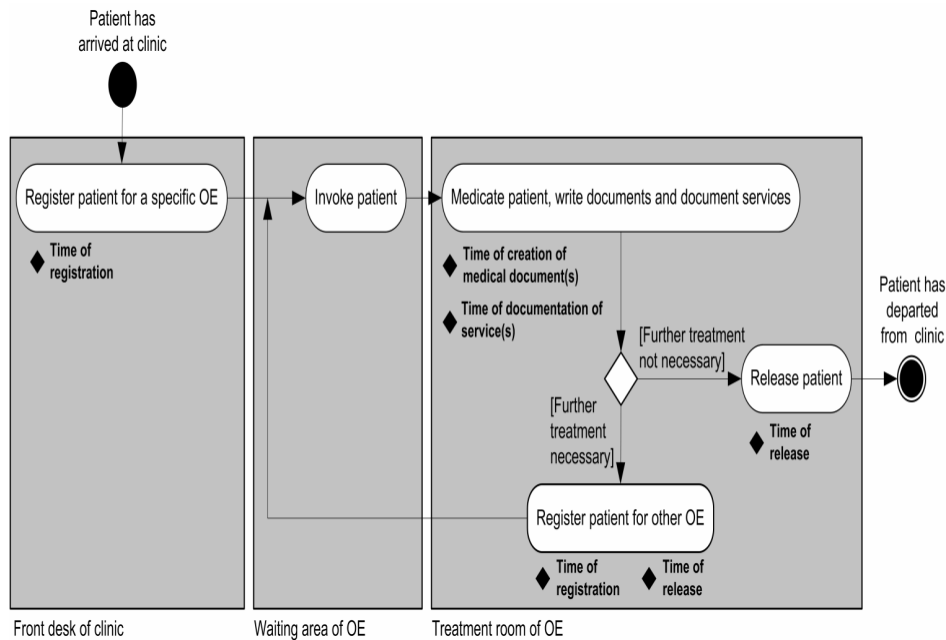 Patient has
arrived at clinic
Register patient for a specific OE
Time of
registration
Invoke patient
Medicate patient, write documents and document services
Time of creation of
medical document(s)
Time of documentation of
service(s)
[Further treatment
not necessary]
Release patient
Time of
release
Patient has
departed
from clinic
[Further
treatment
necessary]
Register patient for other OE
Time of
registration
Time of
release
Front desk of clinic
Waiting area of OE
Treatment room of OE